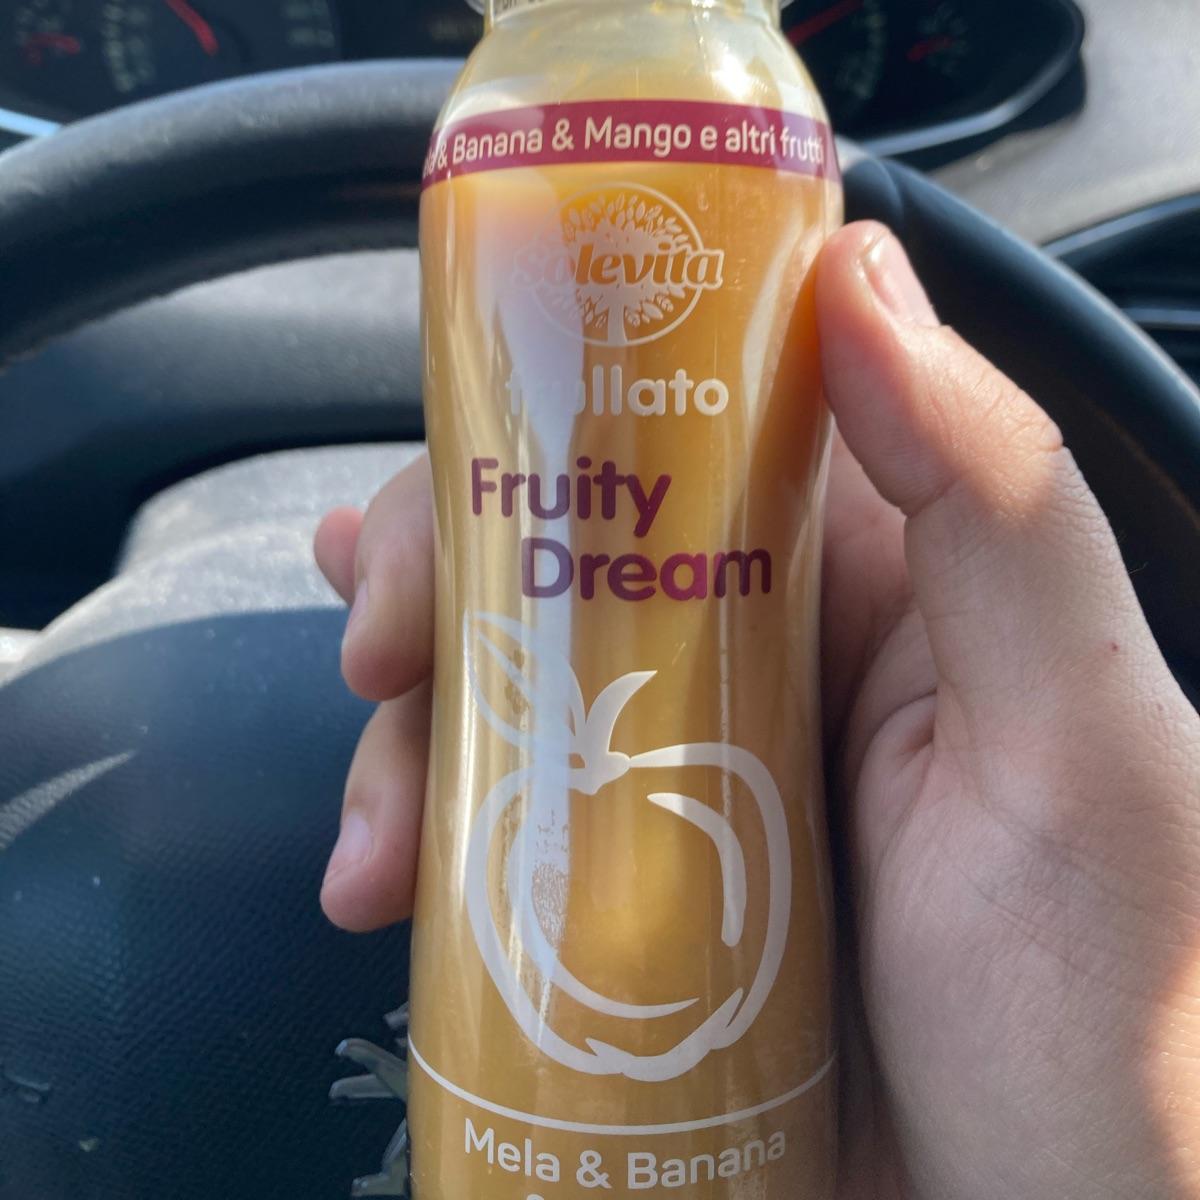 & Banana & Mango e altri frutti
solevita
frullato
Fruity
Dream
Mela & Banana